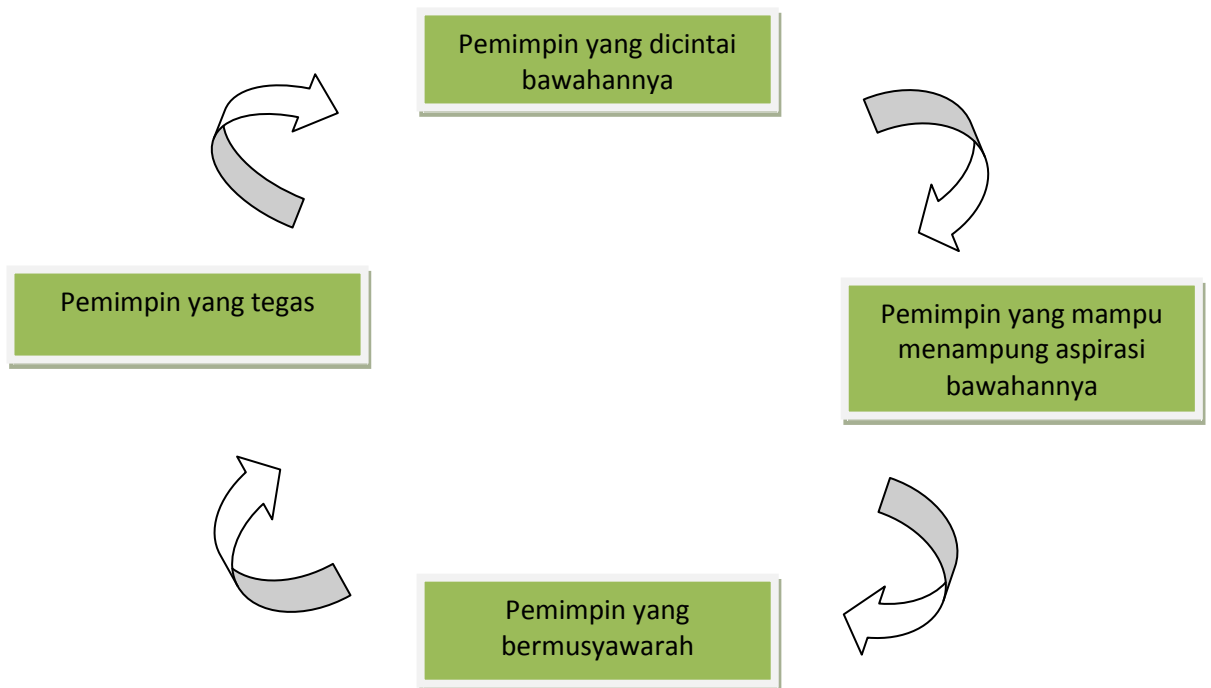 Pemimpin yang dicintai
bawahannya
Pemimpin yang tegas
Pemimpin yang mampu
menampung aspirasi
bawahannya
Pemimpin yang
bermusyawarah